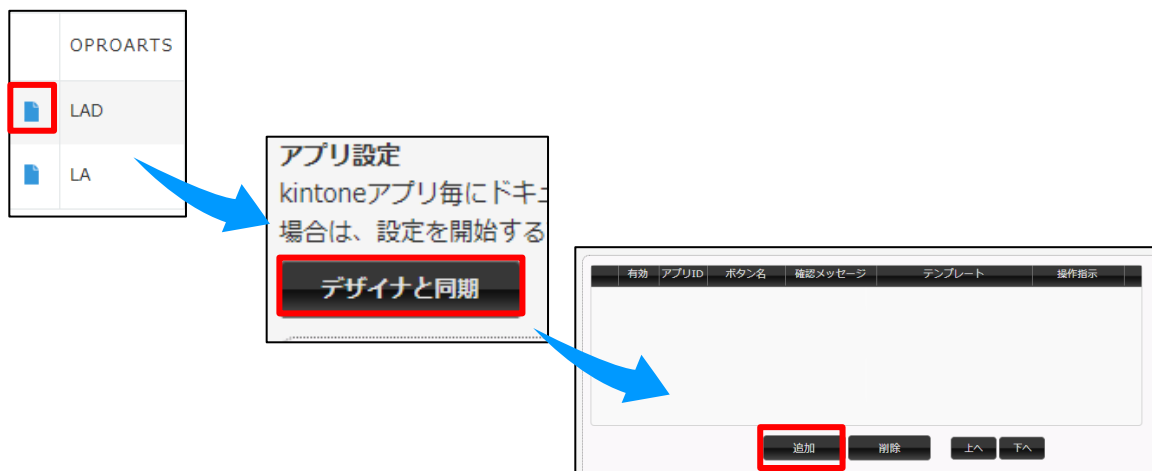 OPROARTS
LAD
LA
アプリ設定
kintoneアプリ毎にドキュ
場合は、設定を開始する
デザイナと同期
有効 アプリID ボタン名 確認メッセージ テンプレート 操作指示
追加 削除 上へ 下へ